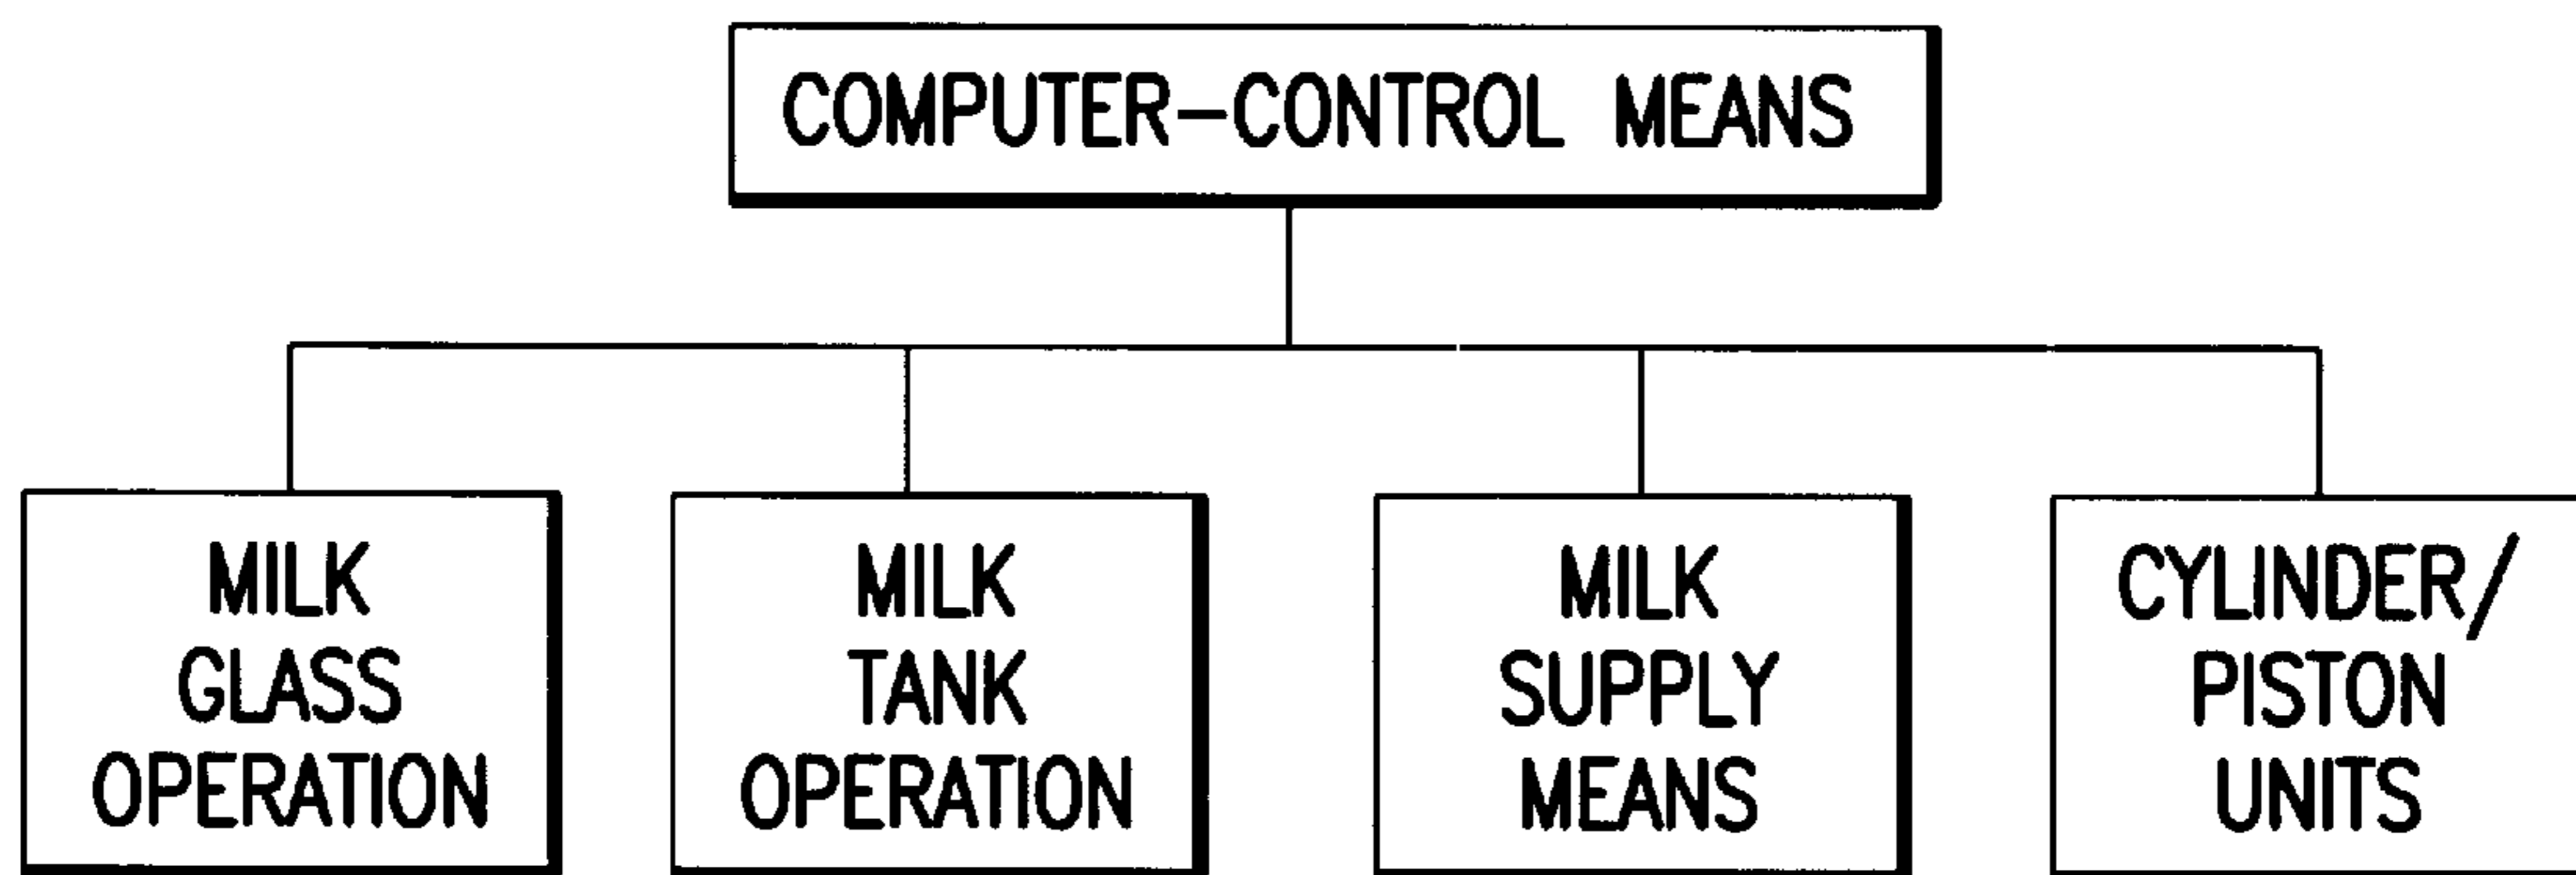 COMPUTER-CONTROL MEANS
MILK
GLASS
OPERATION
MILK
TANK
OPERATION
MILK
SUPPLY
MEANS
CYLINDER/
PISTON
UNITS